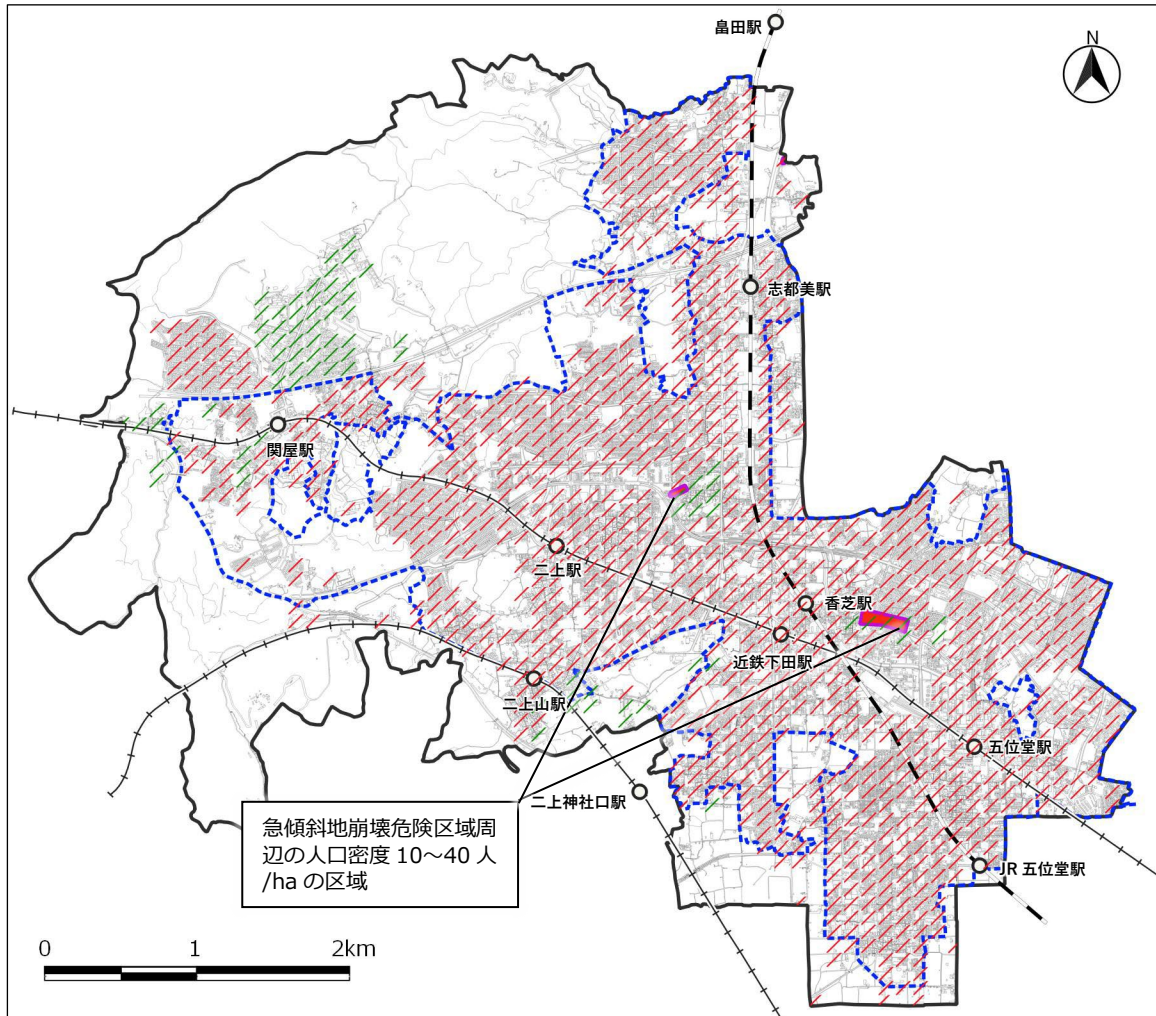 畠田駅
N
志都美駅
関屋駅
二上駅
香芝駅
近鉄下田駅
二上山駅
五位堂駅
二上神社口駅
急傾斜地崩壊危険区域周
辺の人口密度 10～40 人
/ha の区域
JR 五位堂駅
0 1 2km